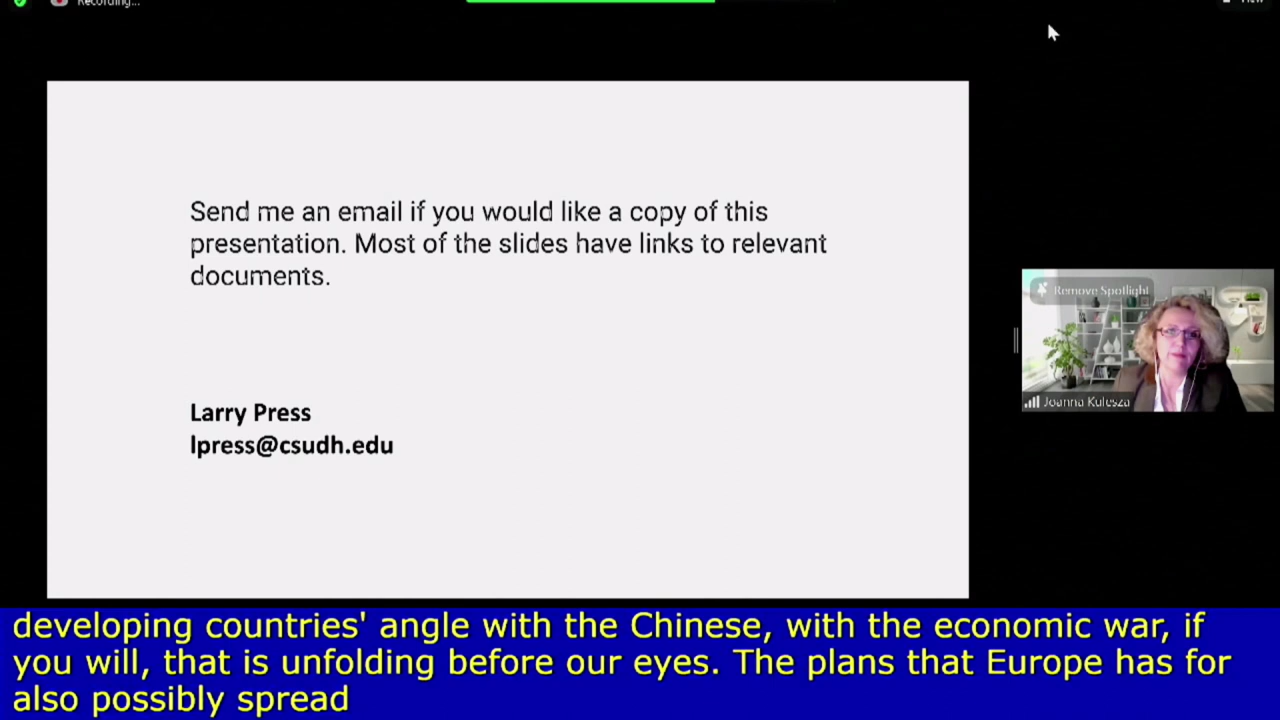 Recording...
View
Send me an email if you would like a copy of this
presentation. Most of the slides have links to relevant
documents.
Remove Spotlight
Larry Press
lpress@csudh.edu
Joanna Kulesza
developing countries' angle with the Chinese, with the economic war, if
you will, that is unfolding before our eyes. The plans that Europe has for
also possibly spread